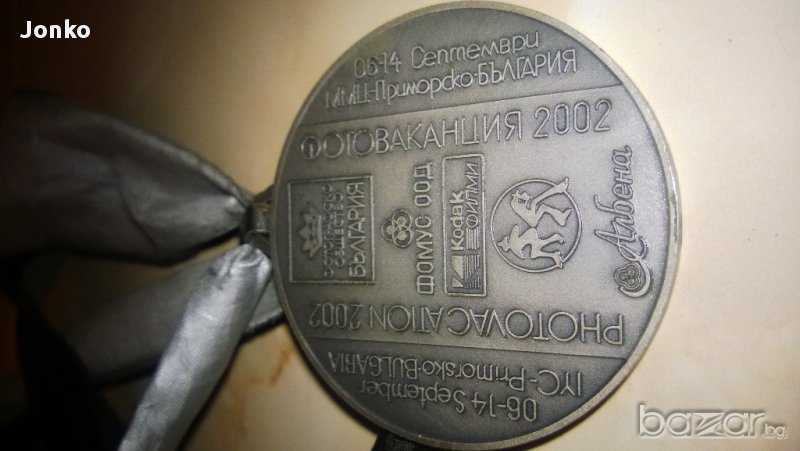 Jonko
06-14 Септември
ММЦ-Приморско-БЪЛГАРИЯ
ФОТОВАКАНЦИЯ 2002
БЪЛГАРИЯ
ФОМУС ООД
Kodak
ФИЛМИ
Албена
PHOTOVACATION 2002
IYC-Primorsko-BULGARIA
06-14 September
bazar.bg